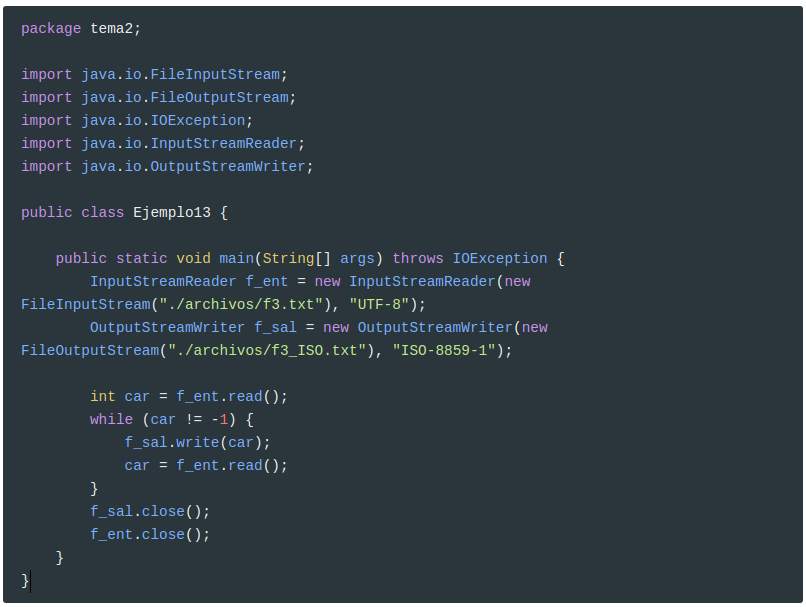 package tema2;
import java.io.FileInputStream;
import java.io.FileOutputStream;
import java.io.IOException;
import java.io.InputStreamReader;
import java.io.OutputStreamWriter;
public class Ejemplo13 {
    public static void main(String[] args) throws IOException {
        InputStreamReader f_ent = new InputStreamReader(new
FileInputStream("./archivos/f3.txt"), "UTF-8");
        OutputStreamWriter f_sal = new OutputStreamWriter(new
FileOutputStream("./archivos/f3_ISO.txt"), "ISO-8859-1");
        int car = f_ent.read();
        while (car != -1) {
            f_sal.write(car);
            car = f_ent.read();
        }
        f_sal.close();
        f_ent.close();
    }
}